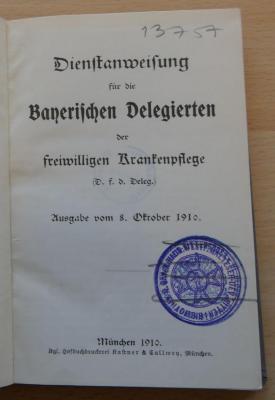 13757
Dienstanweisung
für die
Bayerischen Delegierten
der
freiwilligen Krankenpflege
(D. f. d. Deleg.)
Ausgabe vom 8. Oktober 1910.
München 1910.
Kgl. Hofbuchdruckerei Kastner & Callwey, München.